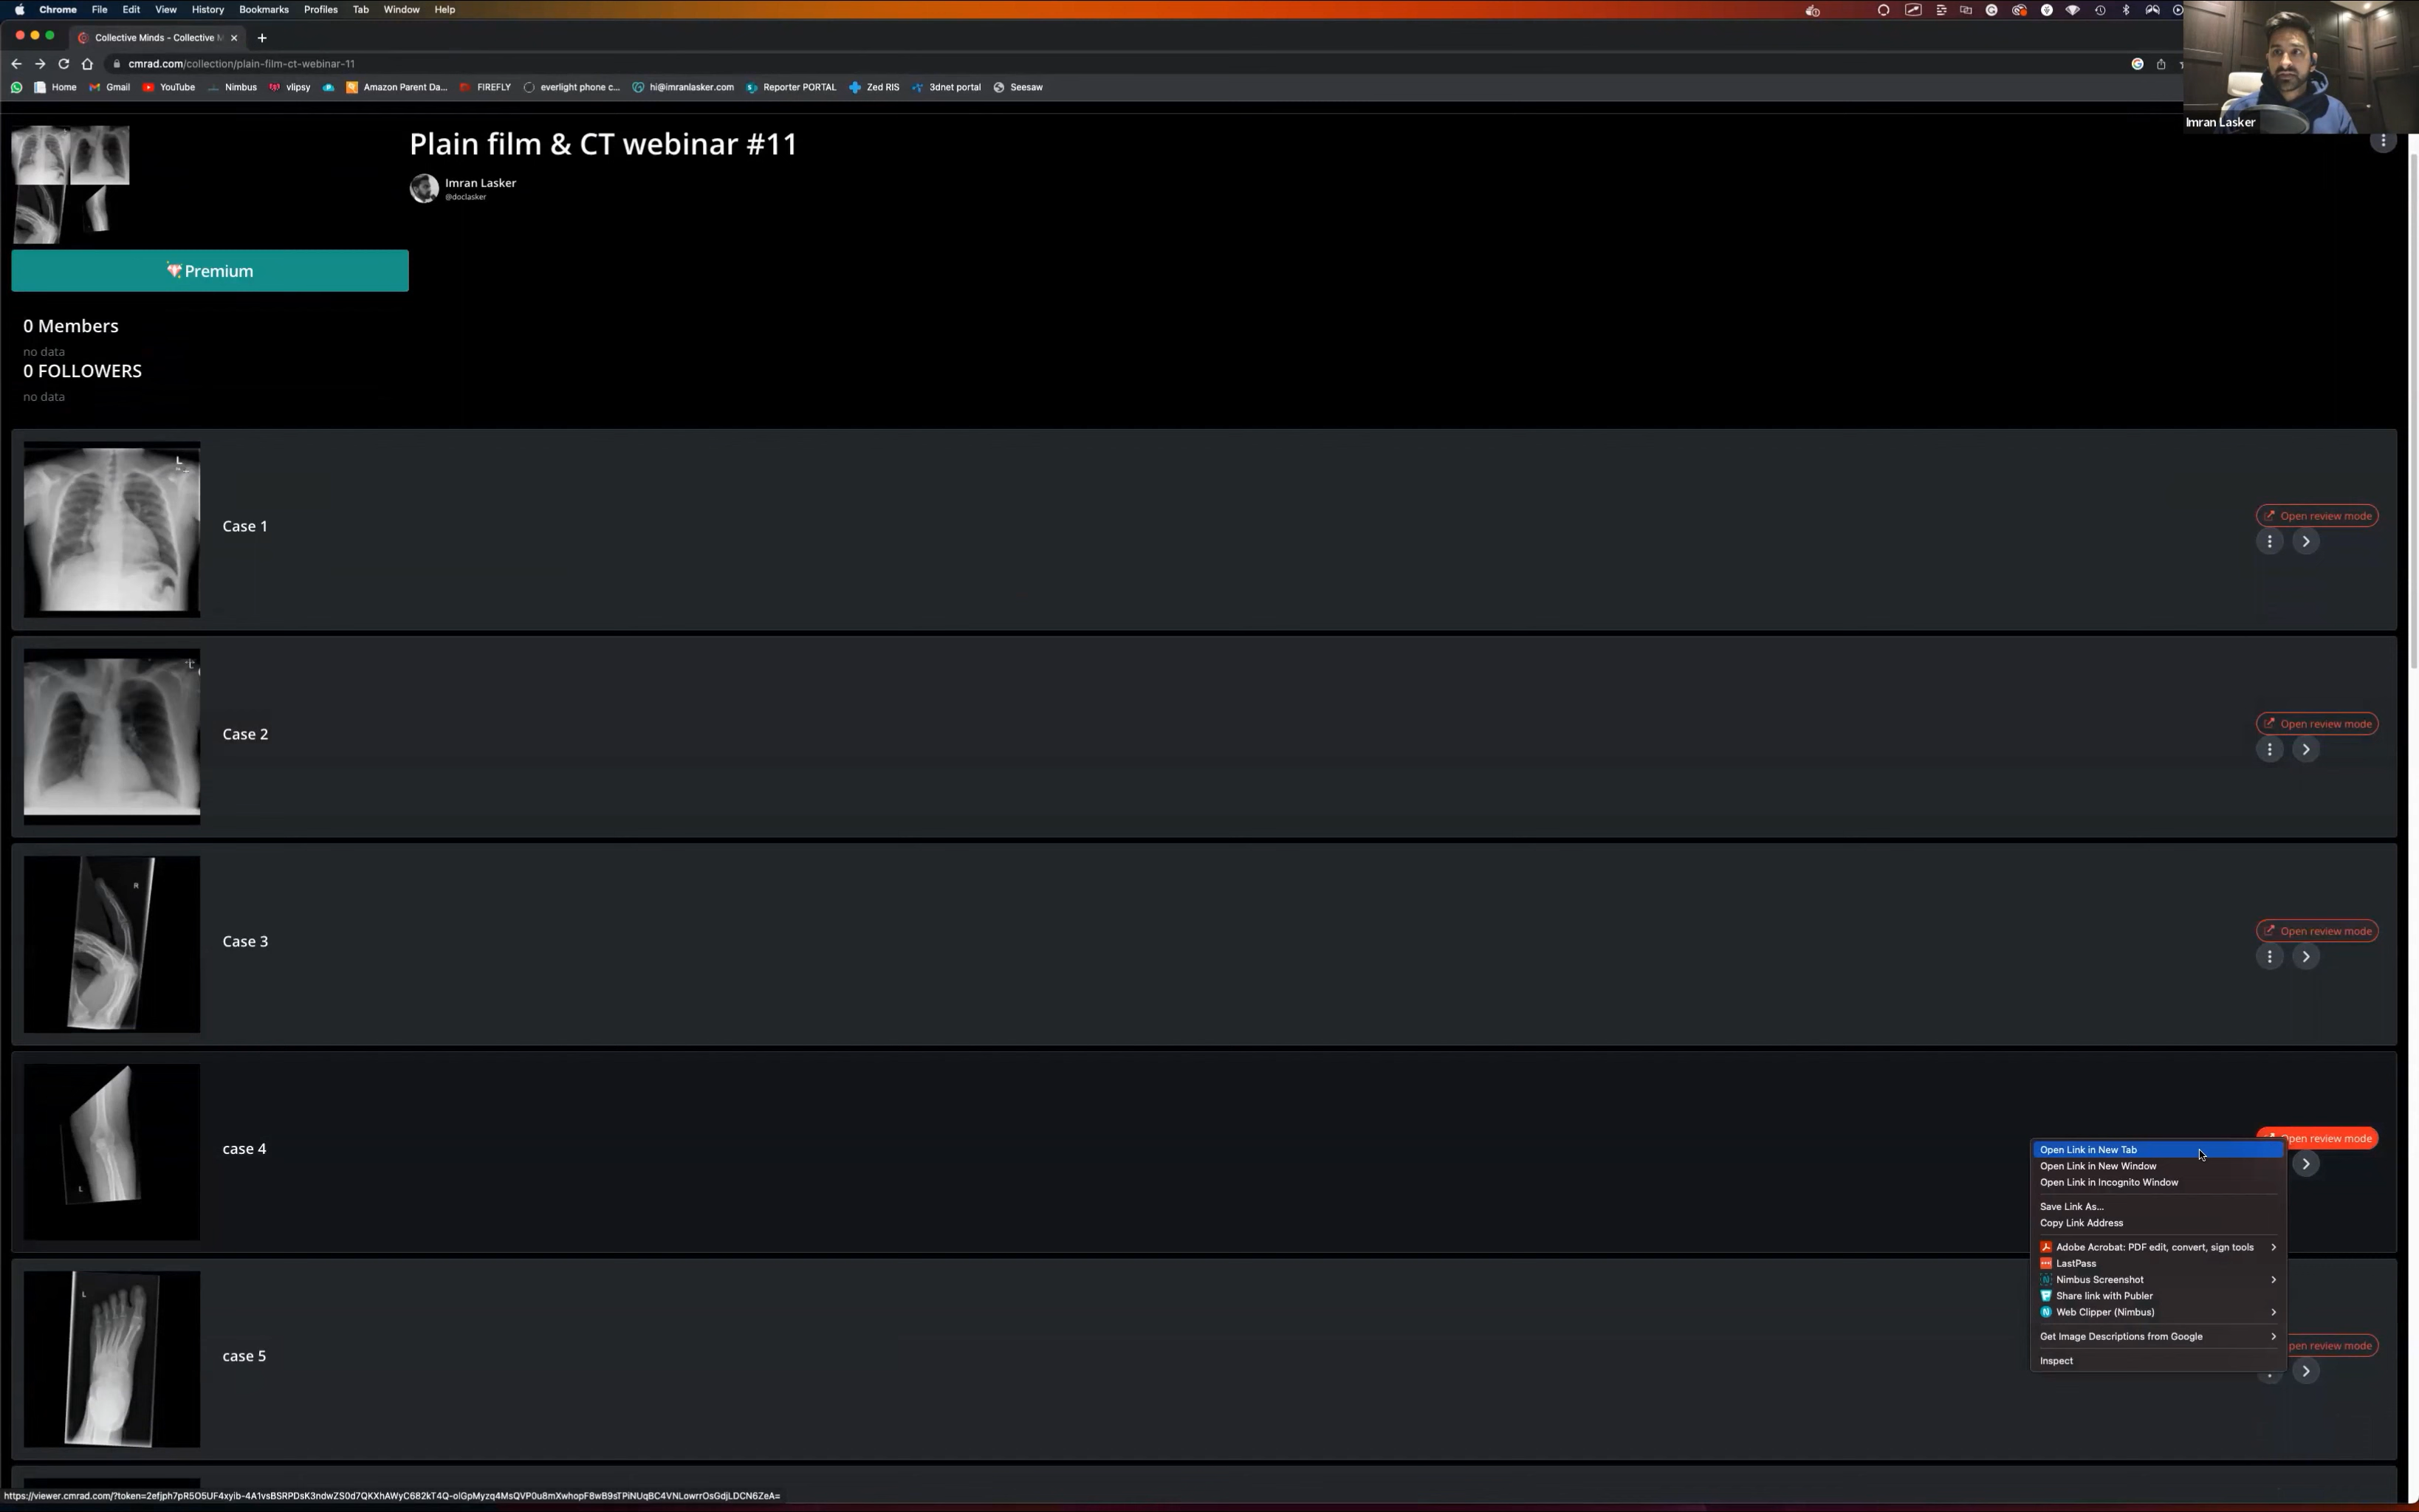 Chrome File Edit View History Bookmarks Profiles Tab Window Help
Collective Minds - Collective M
cmrad.com/collection/plain-film-ct-webinar-11
Home Gmail YouTube Nimbus vlipsy Amazon Parent Da... FIREFLY everlight phone c... hi@imranlasker.com Reporter PORTAL Zed RIS 3dnet portal Seesaw
Imran Lasker
Plain film & CT webinar #11
Imran Lasker
@doclasker
Premium
0 Members
no data
0 FOLLOWERS
no data
L
Case 1
Open review mode
L
Case 2
Open review mode
R
Case 3
Open review mode
L
case 4
Open review mode
Open Link in New Tab
Open Link in New Window
Open Link in Incognito Window
Save Link As...
Copy Link Address
Adobe Acrobat: PDF edit, convert, sign tools
LastPass
Nimbus Screenshot
Share link with Publer
Web Clipper (Nimbus)
Get Image Descriptions from Google
Inspect
L
case 5
pen review mode